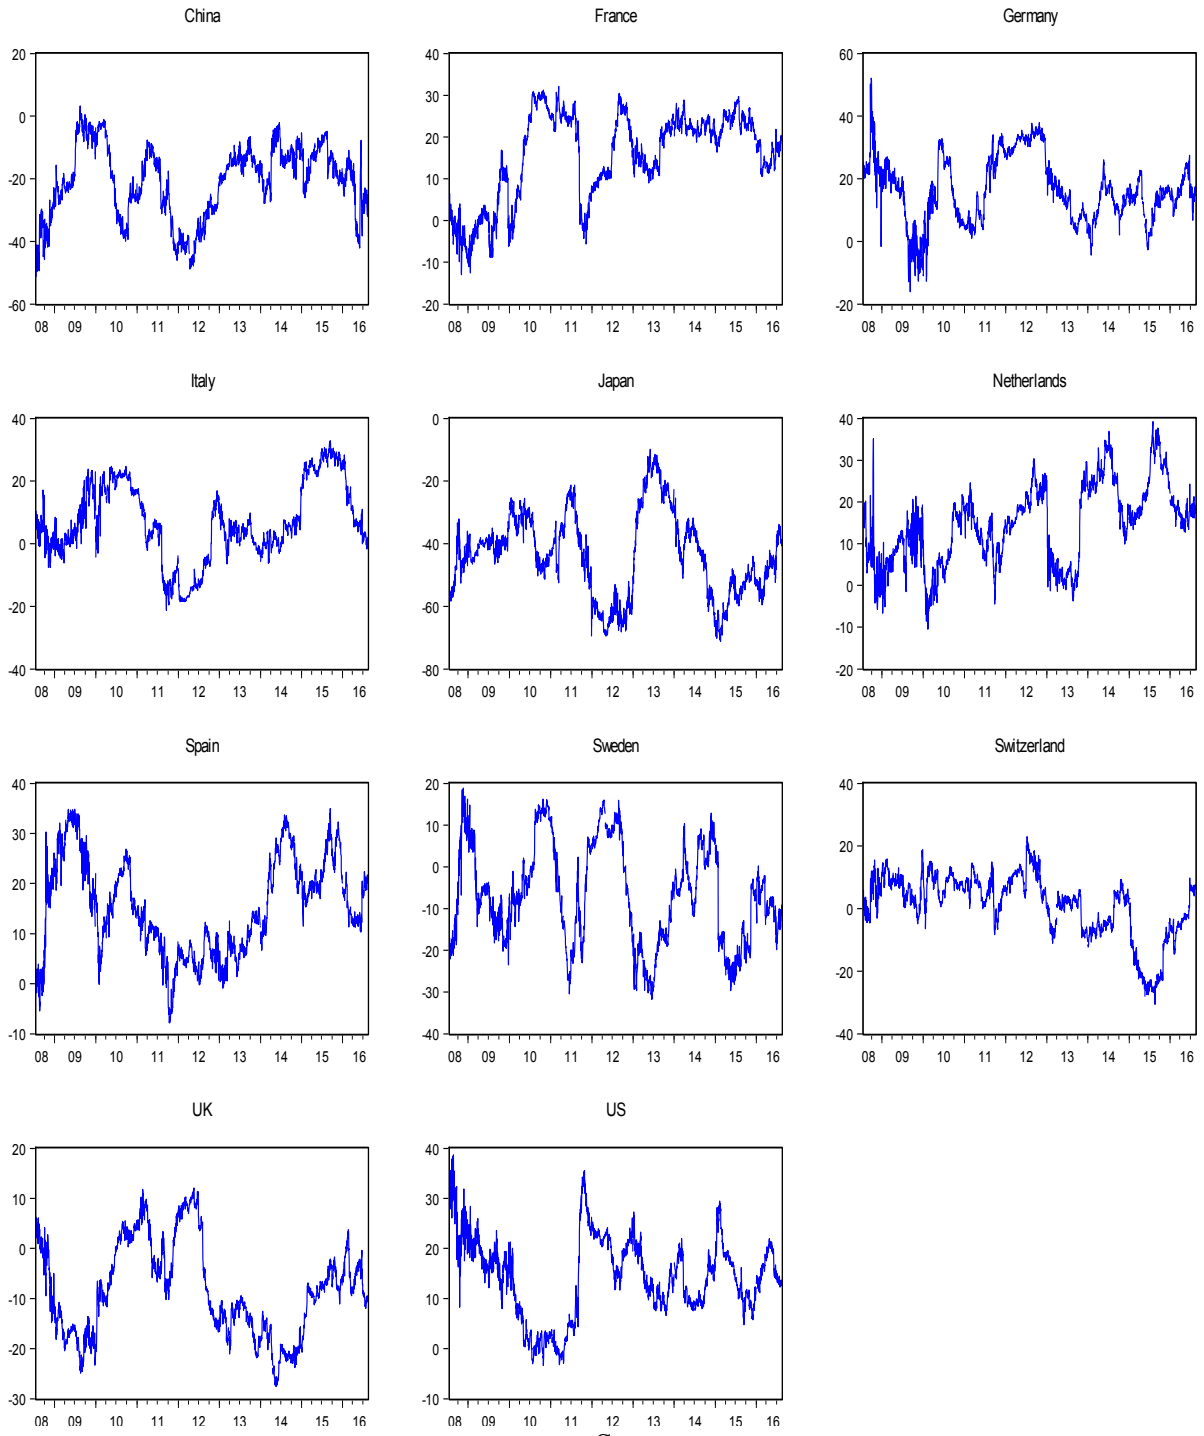 China France Germany
20 40 60
0 30 40
-20 20 20
10
-40 0 0
-10
-60 -20 -20
08 09 10 11 12 13 14 15 16 08 09 10 11 12 13 14 15 16 08 09 10 11 12 13 14 15 16
Italy Japan Netherlands
40 0 40
20 -20 30
20
0 -40 10
-20 -60 0
-10
-40 -80 -20
08 09 10 11 12 13 14 15 16 08 09 10 11 12 13 14 15 16 08 09 10 11 12 13 14 15 16
Spain Sweden Switzerland
40 20 40
30 10 20
20 0
-10 0
10 -20 -20
0 -30
-10 -40 -40
08 09 10 11 12 13 14 15 16 08 09 10 11 12 13 14 15 16 08 09 10 11 12 13 14 15 16
UK US
20 40
10 30
0 20
-10 10
-20 0
-30 -10
08 09 10 11 12 13 14 15 16 08 09 10 11 12 13 14 15 16